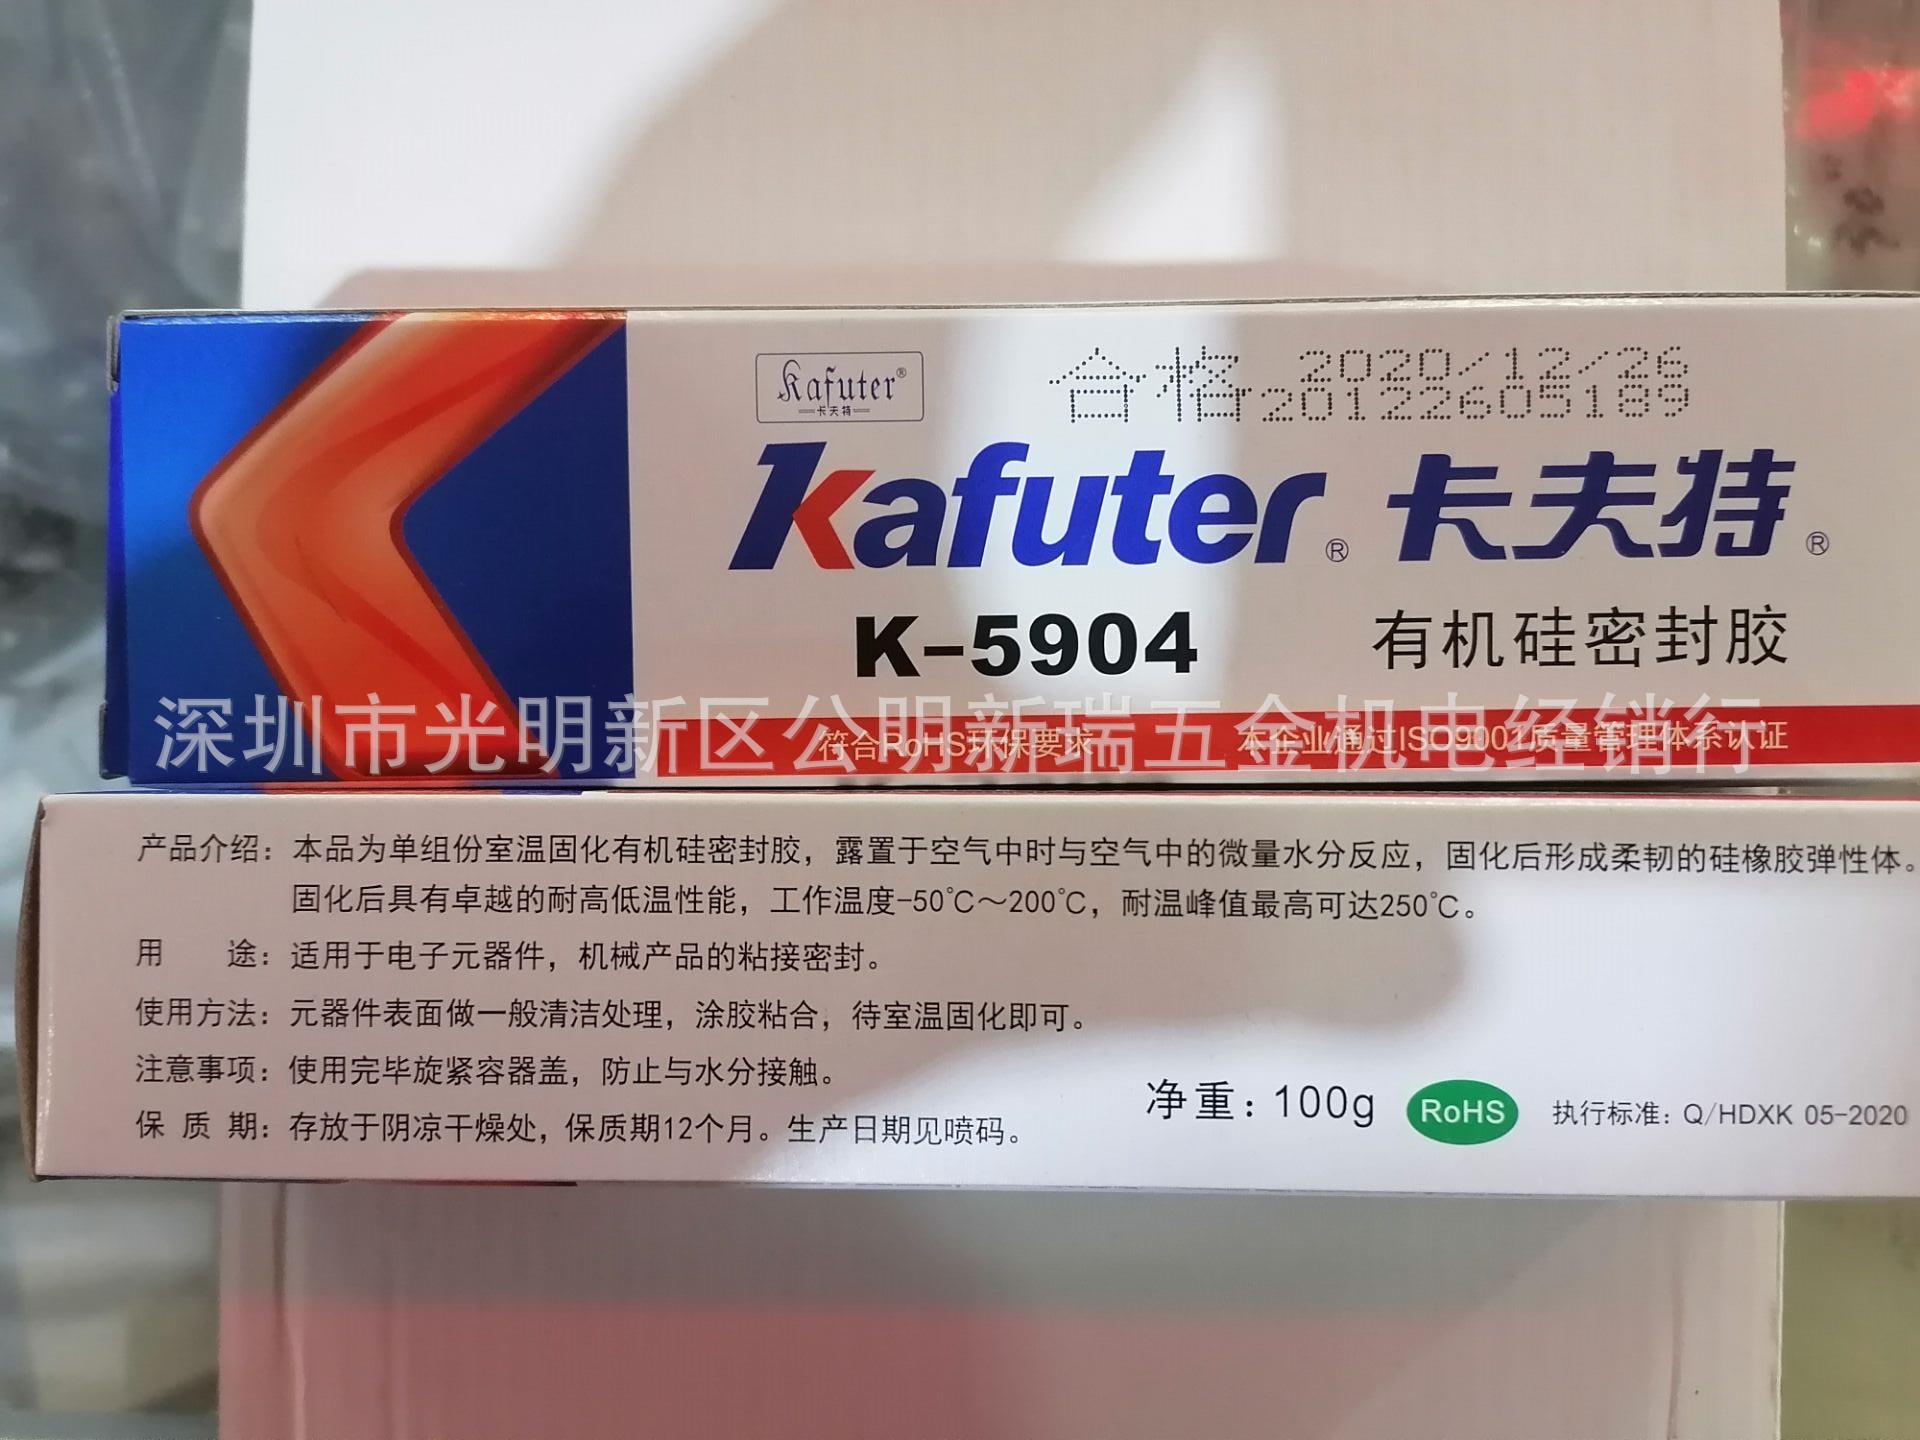 Kafuter®
卡夫特
合格 2020/12/26
20122605189
Kafuter® 卡夫特®
K-5904 有机硅密封胶
深圳市光明新区公明新瑞五金机电经销行
符合RoHS环保要求 本企业通过ISO9001质量管理体系认证
产品介绍：本品为单组份室温固化有机硅密封胶，露置于空气中时与空气中的微量水分反应，固化后形成柔韧的硅橡胶弹性体。
固化后具有卓越的耐高低温性能，工作温度-50℃～200℃，耐温峰值最高可达250℃。
用 途：适用于电子元器件，机械产品的粘接密封。
使用方法：元器件表面做一般清洁处理，涂胶粘合，待室温固化即可。
注意事项：使用完毕旋紧容器盖，防止与水分接触。
保 质 期：存放于阴凉干燥处，保质期12个月。生产日期见喷码。
净重：100g RoHS 执行标准：Q/HDXK 05-2020